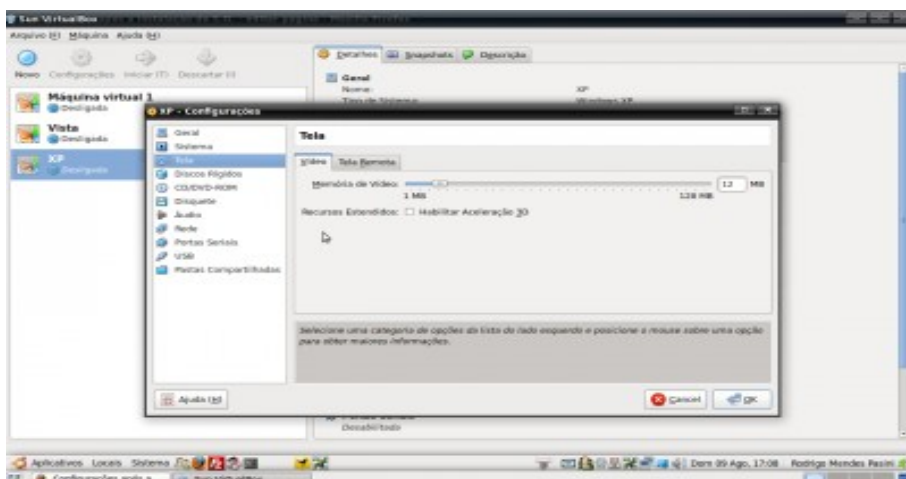 Sun VirtualBox
Arquivo (F) Máquina Ajuda (H)
Novo Configurações Iniciar (T) Descartar (I)
Detalhes Snapshots Descrição
Máquina virtual 1
Desligada
Vista
Desligada
XP
Desligada
Geral
Nome: XP
XP - Configurações
Geral
Sistema
Tela
Discos Rígidos
CD/DVD-ROM
Disquete
Áudio
Rede
Portas Seriais
USB
Pastas Compartilhadas
Tela
Vídeo Tela Remota
Memória de Vídeo: 12 MB
1 MB 128 MB
Recursos Estendidos: Habilitar Aceleração 3D
Selecione uma categoria de opções da lista do lado esquerdo e posicione o mouse sobre uma opção
para obter maiores informações.
Ajuda (H) Cancel OK
Desabilitado
Aplicativos Locais Sistema Dom 09 Ago, 17:08 Rodrigo Mendes Pasini